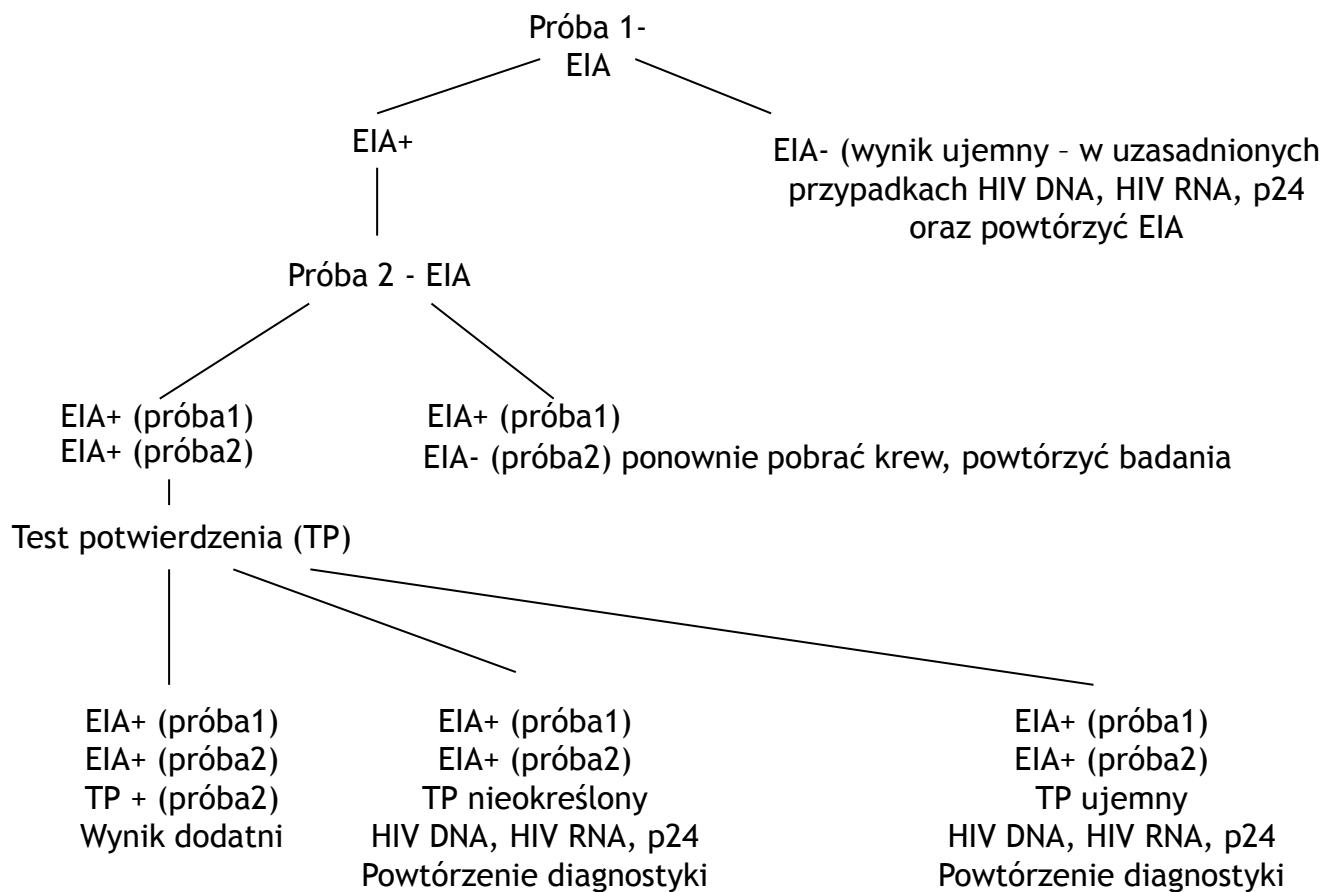 Próba 1-
EIA
EIA+
EIA- (wynik ujemny – w uzasadnionych
przypadkach HIV DNA, HIV RNA, p24
oraz powtórzyć EIA
Próba 2 - EIA
EIA+ (próba1)
EIA+ (próba2)
EIA+ (próba1)
EIA- (próba2) ponownie pobrać krew, powtórzyć badania
Test potwierdzenia (TP)
EIA+ (próba1)
EIA+ (próba2)
TP + (próba2)
Wynik dodatni
EIA+ (próba1)
EIA+ (próba2)
TP nieokreślony
HIV DNA, HIV RNA, p24
Powtórzenie diagnostyki
EIA+ (próba1)
EIA+ (próba2)
TP ujemny
HIV DNA, HIV RNA, p24
Powtórzenie diagnostyki